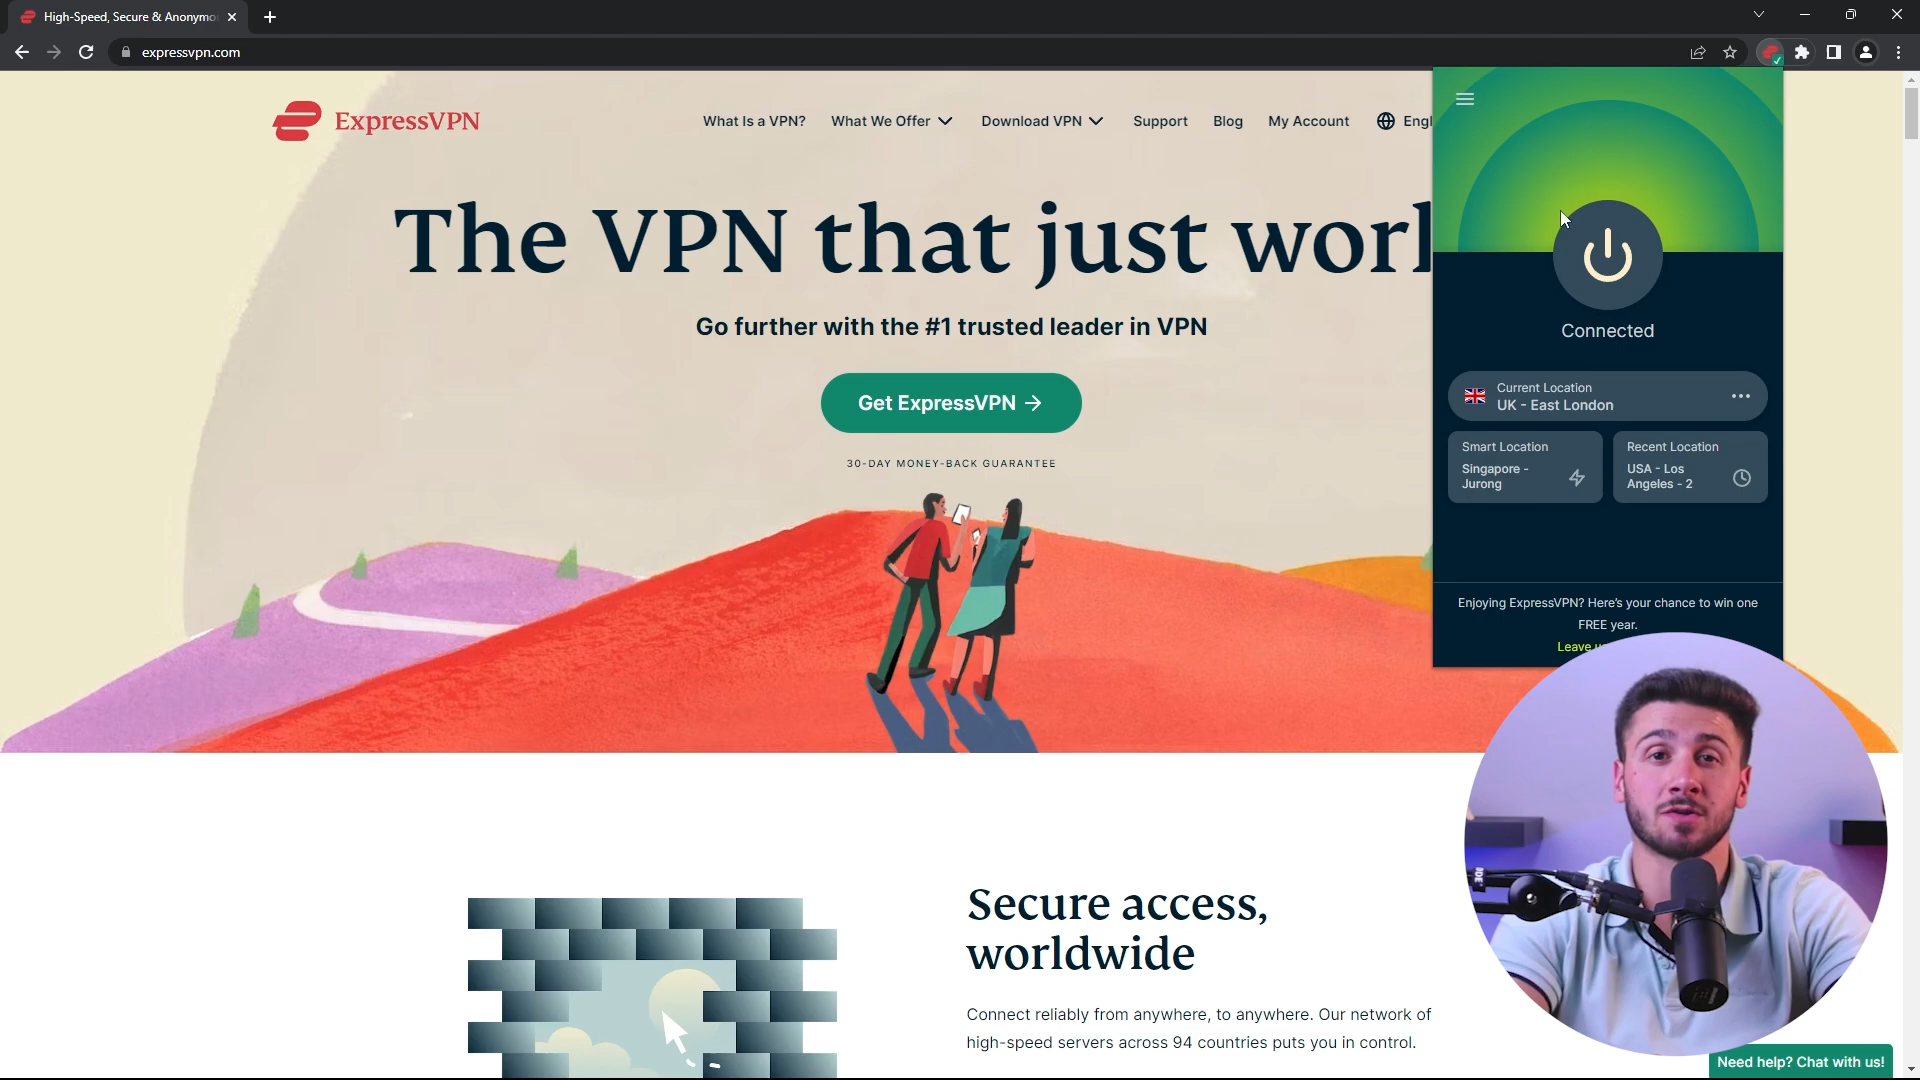 High-Speed, Secure & Anonymo
expressvpn.com
ExpressVPN
What Is a VPN?
What We Offer
Download VPN
Support
Blog
My Account
Engl
The VPN that just worl
Go further with the #1 trusted leader in VPN
Get ExpressVPN →
30-DAY MONEY-BACK GUARANTEE
Connected
Current Location
UK - East London
Smart Location
Singapore -
Jurong
Recent Location
USA - Los
Angeles - 2
Enjoying ExpressVPN? Here's your chance to win one
FREE year.
Leave
Secure access,
worldwide
Connect reliably from anywhere, to anywhere. Our network of
high-speed servers across 94 countries puts you in control.
Need help? Chat with us!